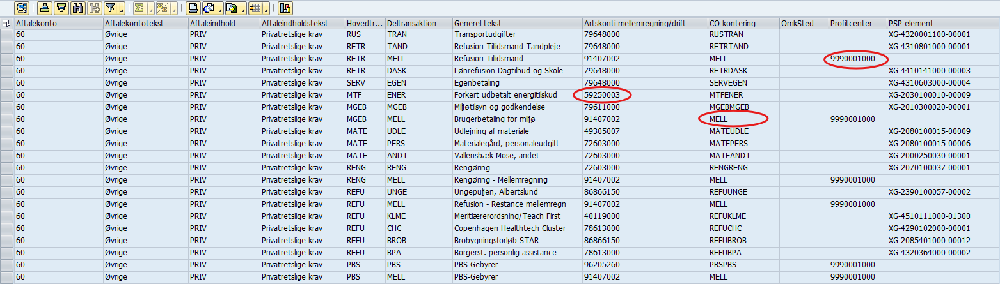 Aftalekonto Aftalekontotekst Aftaleindhold Aftaleindholdstekst Hovedtr... Deltransaktion Generel tekst Artskonti-mellemregning/drift CO-kontering OmkSted Profitcenter PSP-element
60 Øvrige PRIV Privatretslige krav RUS TRAN Transportudgifter 79648000 RUSTRAN XG-4320001100-00001
60 Øvrige PRIV Privatretslige krav RETR TAND Refusion-Tillidsmand-Tandpleje 79648000 RETRTAND XG-4310801000-00001
60 Øvrige PRIV Privatretslige krav RETR MELL Refusion-Tillidsmand 91407002 MELL 9990001000
60 Øvrige PRIV Privatretslige krav RETR DASK Lønrefusion Dagtilbud og Skole 79648000 RETRDASK XG-4410141000-00003
60 Øvrige PRIV Privatretslige krav SERV EGEN Egenbetaling 79648000 SERVEGEN XG-4310603000-00004
60 Øvrige PRIV Privatretslige krav MTF ENER Forkert udbetalt energitilskud 59250003 MTFENER XG-2030100010-00009
60 Øvrige PRIV Privatretslige krav MGEB MGEB Miljøtilsyn og godkendelse 79611000 MGEBMGEB XG-2010300020-00001
60 Øvrige PRIV Privatretslige krav MGEB MELL Brugerbetaling for miljø 91407002 MELL 9990001000
60 Øvrige PRIV Privatretslige krav MATE UDLE Udlejning af materiale 49305007 MATEUDLE XG-2080100015-00009
60 Øvrige PRIV Privatretslige krav MATE PERS Materialegård, personaleudgift 72603000 MATEPERS XG-2080100015-00006
60 Øvrige PRIV Privatretslige krav MATE ANDT Vallensbæk Mose, andet 72603000 MATEANDT XG-2000250030-00001
60 Øvrige PRIV Privatretslige krav RENG RENG Rengøring 72603000 RENGRENG XG-2070100037-00001
60 Øvrige PRIV Privatretslige krav RENG MELL Rengøring - Mellemregning 91407002 MELL 9990001000
60 Øvrige PRIV Privatretslige krav REFU UNGE Ungepuljen, Albertslund 86866150 REFUUNGE XG-2390100057-00002
60 Øvrige PRIV Privatretslige krav REFU MELL Refusion - Restance mellemregn 91407002 MELL 9990001000
60 Øvrige PRIV Privatretslige krav REFU KLME Meritlærerordsning/Teach First 40119000 REFUKLME XG-4510111000-01300
60 Øvrige PRIV Privatretslige krav REFU CHC Copenhagen Healthtech Cluster 78613000 REFUCHC XG-4290102000-00001
60 Øvrige PRIV Privatretslige krav REFU BROB Brobygningsforløb STAR 86866150 REFUBROB XG-2085401000-00012
60 Øvrige PRIV Privatretslige krav REFU BPA Borgerst. personlig assistance 78613000 REFUBPA XG-4320364000-00002
60 Øvrige PRIV Privatretslige krav PBS PBS PBS-Gebyrer 96205260 PBSPBS 9990001000
60 Øvrige PRIV Privatretslige krav PBS MELL PBS-Gebyrer 91407002 MELL 9990001000